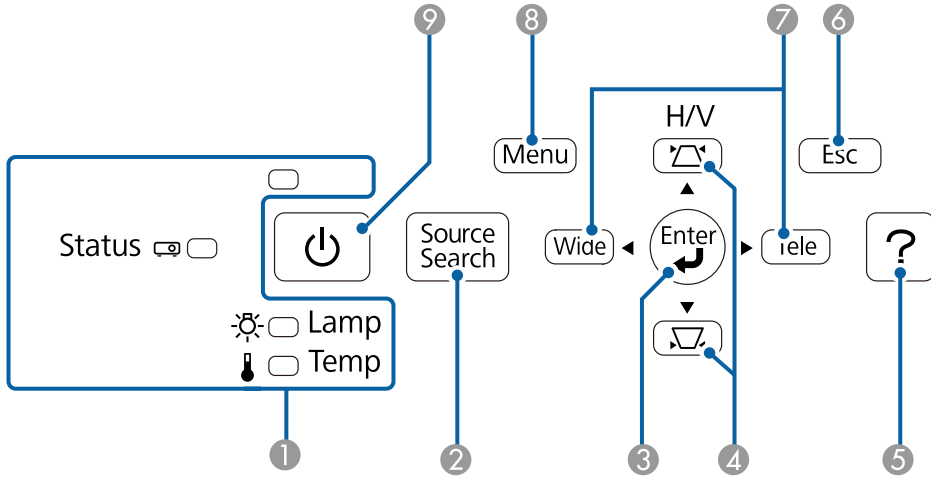 9
8
7
6
H/V
Menu
Esc
Status
Source
Search
Wide
Enter
Tele
?
Lamp
Temp
1
2
3
4
5